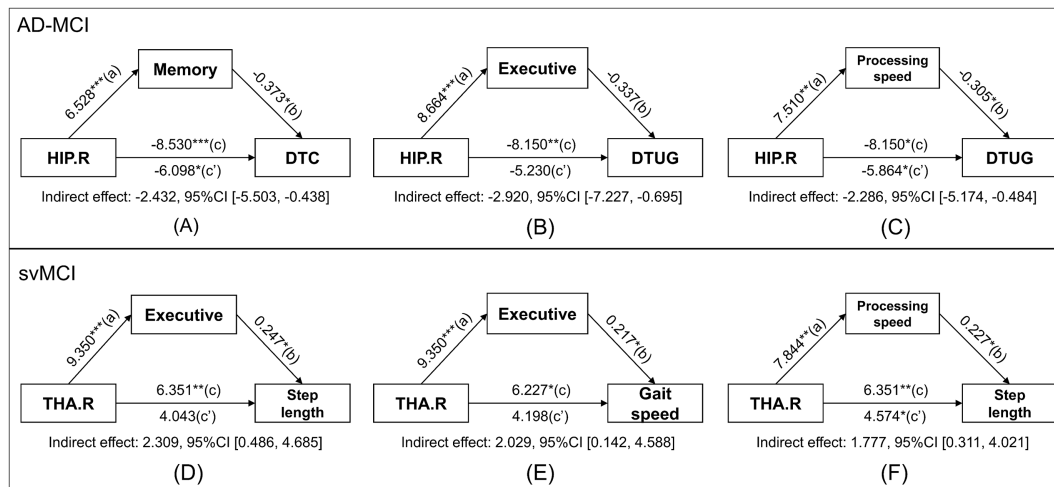 AD-MCI
Memory
6.528***(a)
-0.373*(b)
HIP.R
-8.530***(c)
-6.098*(c')
DTC
Indirect effect: -2.432, 95%CI [-5.503, -0.438]
(A)
Executive
8.664***(a)
-0.337(b)
HIP.R
-8.150**(c)
-5.230(c')
DTUG
Indirect effect: -2.920, 95%CI [-7.227, -0.695]
(B)
Processing
speed
7.510**(a)
-0.305*(b)
HIP.R
-8.150*(c)
-5.864*(c')
DTUG
Indirect effect: -2.286, 95%CI [-5.174, -0.484]
(C)
svMCI
Executive
9.350***(a)
0.247*(b)
THA.R
6.351**(c)
4.043(c')
Step
length
Indirect effect: 2.309, 95%CI [0.486, 4.685]
(D)
Executive
9.350***(a)
0.217*(b)
THA.R
6.227*(c)
4.198(c')
Gait
speed
Indirect effect: 2.029, 95%CI [0.142, 4.588]
(E)
Processing
speed
7.844**(a)
0.227*(b)
THA.R
6.351**(c)
4.574*(c')
Step
length
Indirect effect: 1.777, 95%CI [0.311, 4.021]
(F)